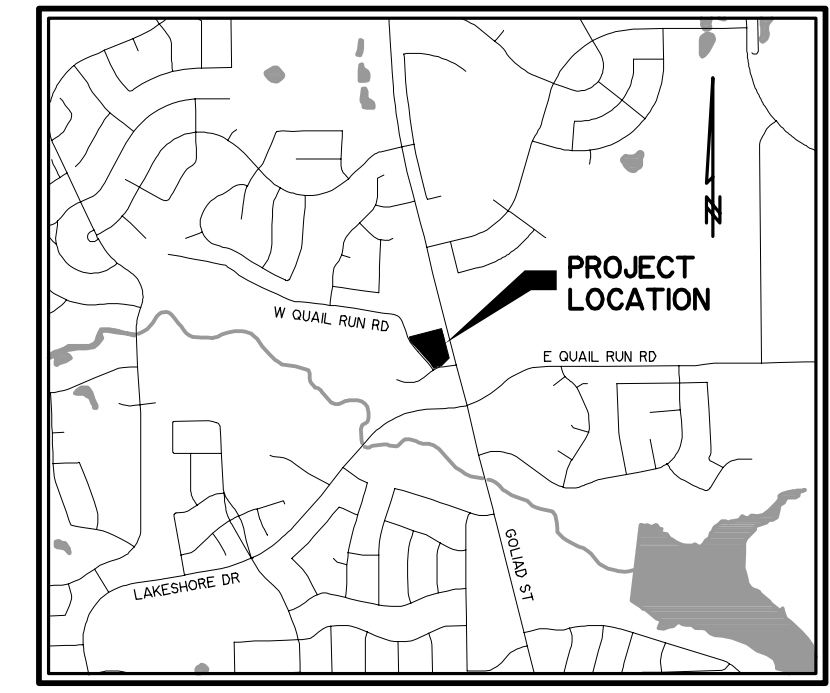 N
PROJECT
LOCATION
W QUAIL RUN RD
E QUAIL RUN RD
GOLIAD ST
LAKESHORE DR